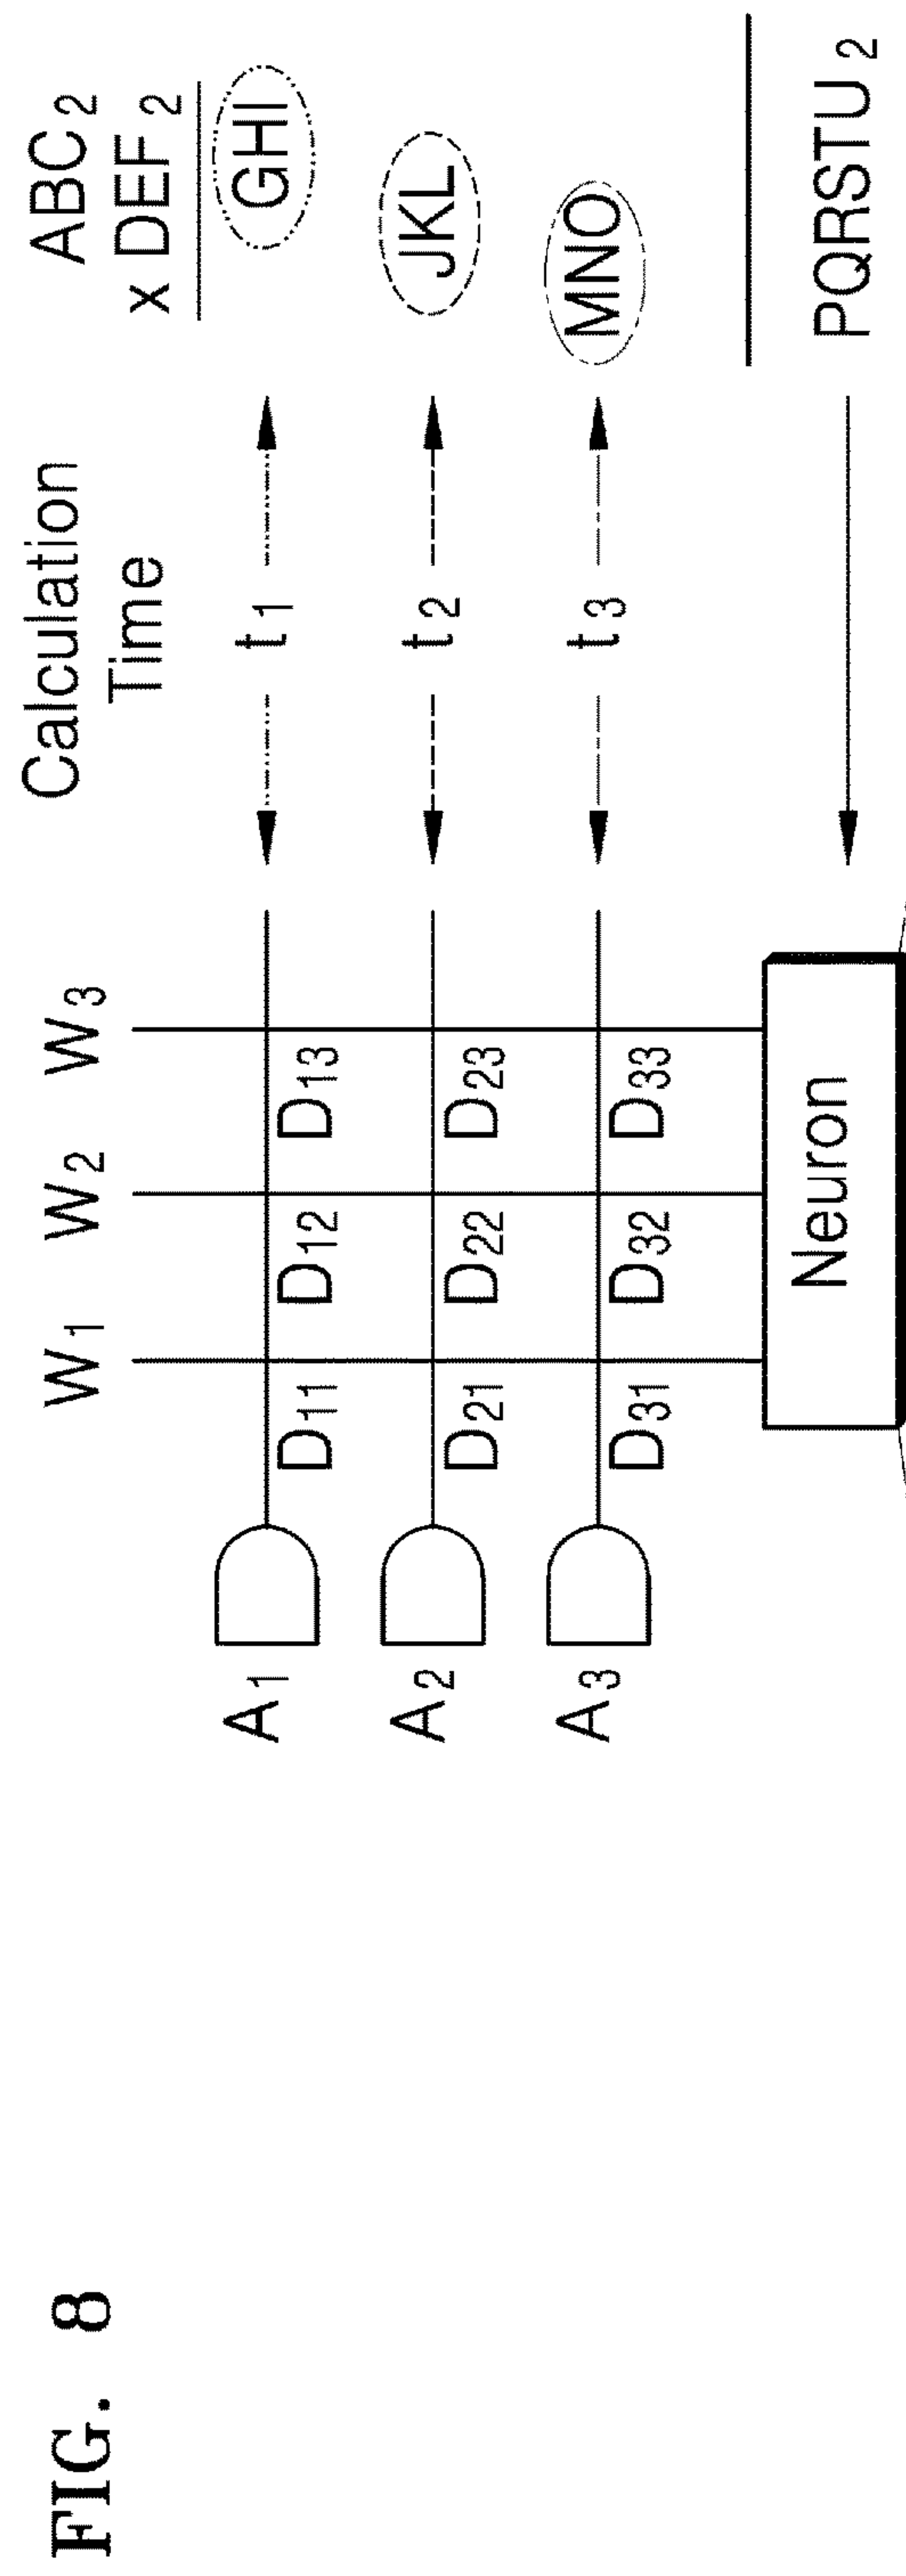 FIG. 8
Calculation
Time
ABC2
x DEF2
W1 W2 W3
A1
D11 D12 D13
t1
GHI
A2
D21 D22 D23
t2
JKL
A3
D31 D32 D33
t3
MNO
Neuron
PQRSTU2